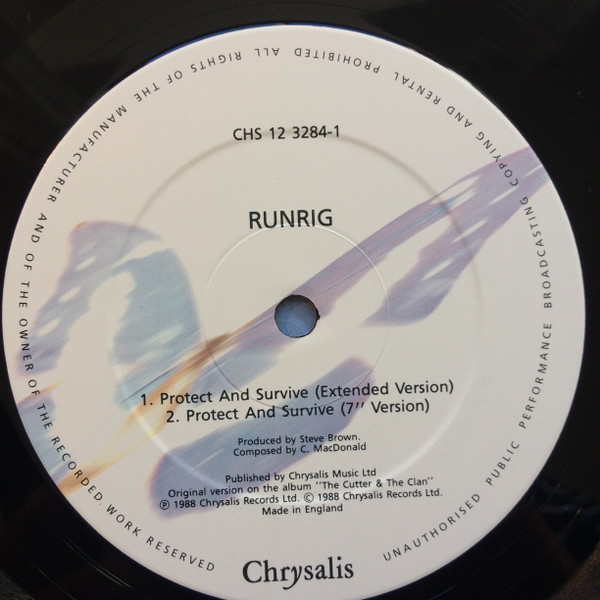 CHS 12 3284-1
RUNRIG
1. Protect And Survive (Extended Version)
2. Protect And Survive (7'' Version)
Produced by Steve Brown.
Composed by C. MacDonald
Published by Chrysalis Music Ltd
Original version on the album ''The Cutter & The Clan''
℗ 1988 Chrysalis Records Ltd. © 1988 Chrysalis Records Ltd.
Made in England
Chrysalis
ALL RIGHTS OF THE MANUFACTURER AND OF THE OWNER OF THE RECORDED WORK RESERVED
UNAUTHORISED PUBLIC PERFORMANCE BROADCASTING COPYING AND RENTAL PROHIBITED